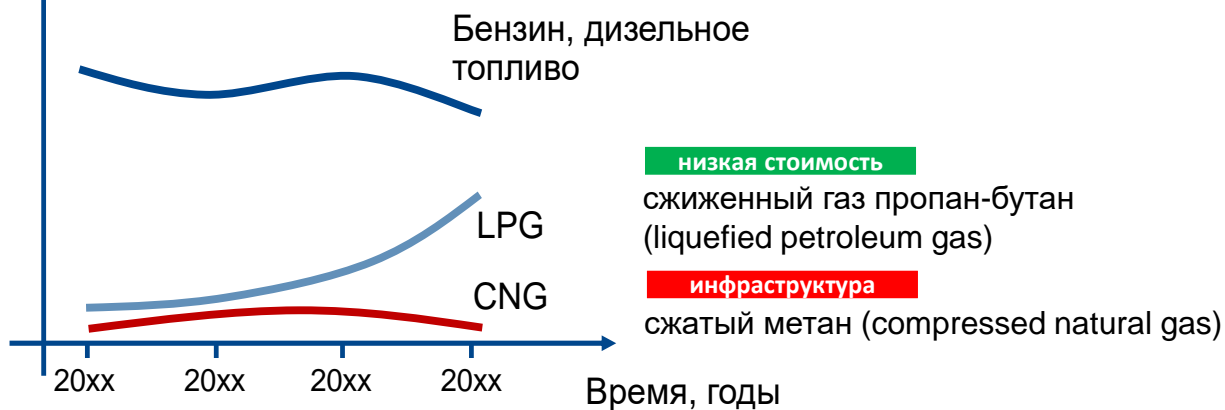 Бензин, дизельное
топливо
низкая стоимость
сжиженный газ пропан-бутан
(liquefied petroleum gas)
LPG
инфраструктура
CNG
сжатый метан (compressed natural gas)
20xx 20xx 20xx 20xx
Время, годы